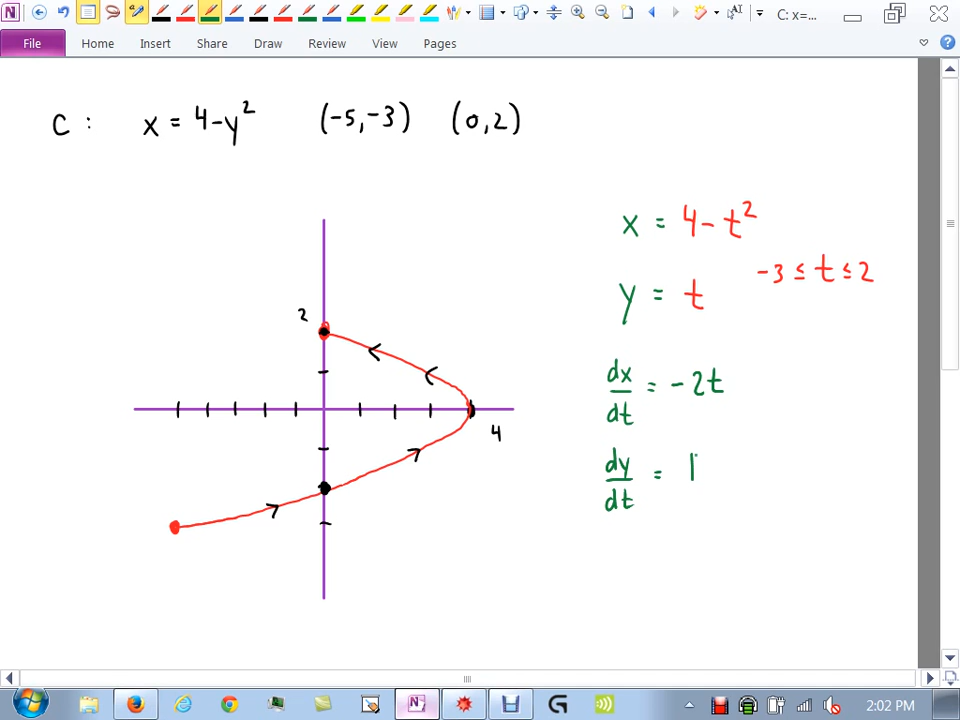 C: x=...
File Home Insert Share Draw Review View Pages
C : x = 4-y² (-5,-3) (0,2)
x = 4-t²
-3 ≤ t ≤ 2
y = t
2
dx/dt = -2t
4
dy/dt = 1
2:02 PM